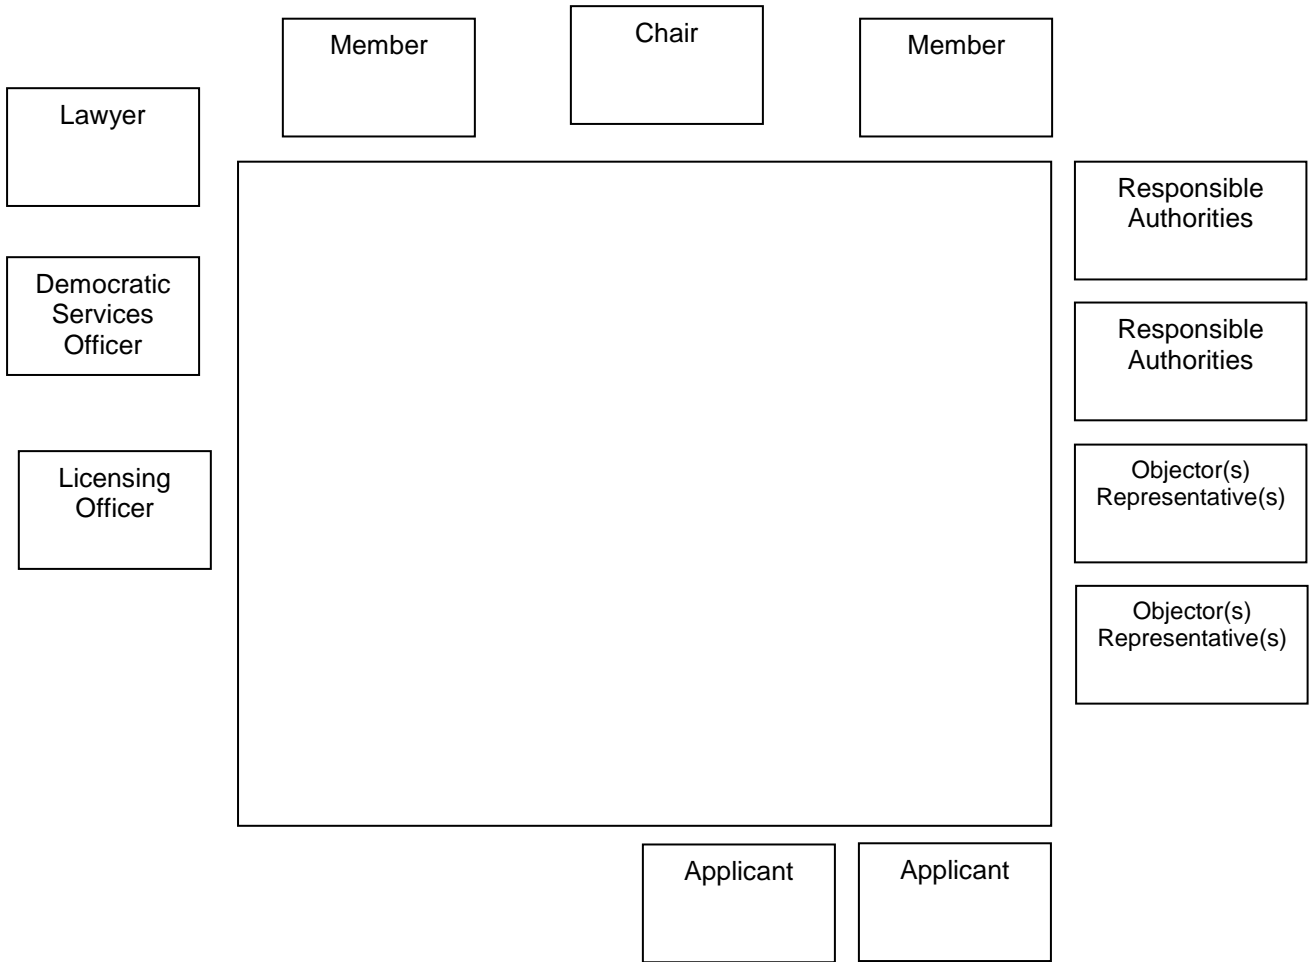 Member
Chair
Member
Lawyer
Responsible
Authorities
Democratic
Services
Officer
Responsible
Authorities
Licensing
Officer
Objector(s)
Representative(s)
Objector(s)
Representative(s)
Applicant
Applicant